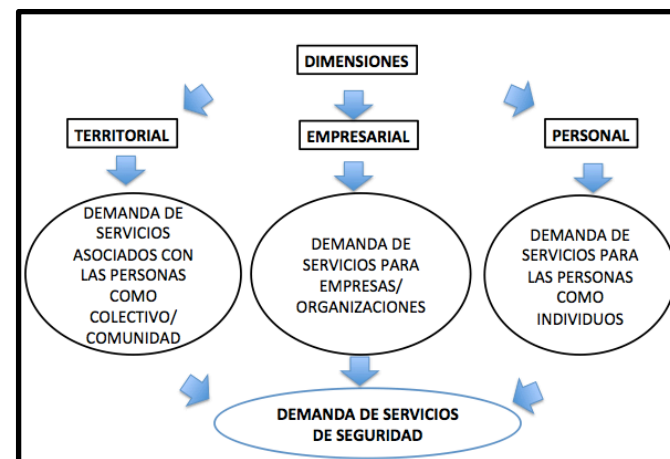 DIMENSIONES
TERRITORIAL
EMPRESARIAL
PERSONAL
DEMANDA DE
SERVICIOS
ASOCIADOS CON
LAS PERSONAS
COMO
COLECTIVO/
COMUNIDAD
DEMANDA DE
SERVICIOS PARA
EMPRESAS/
ORGANIZACIONES
DEMANDA DE
SERVICIOS PARA
LAS PERSONAS
COMO
INDIVIDUOS
DEMANDA DE SERVICIOS
DE SEGURIDAD